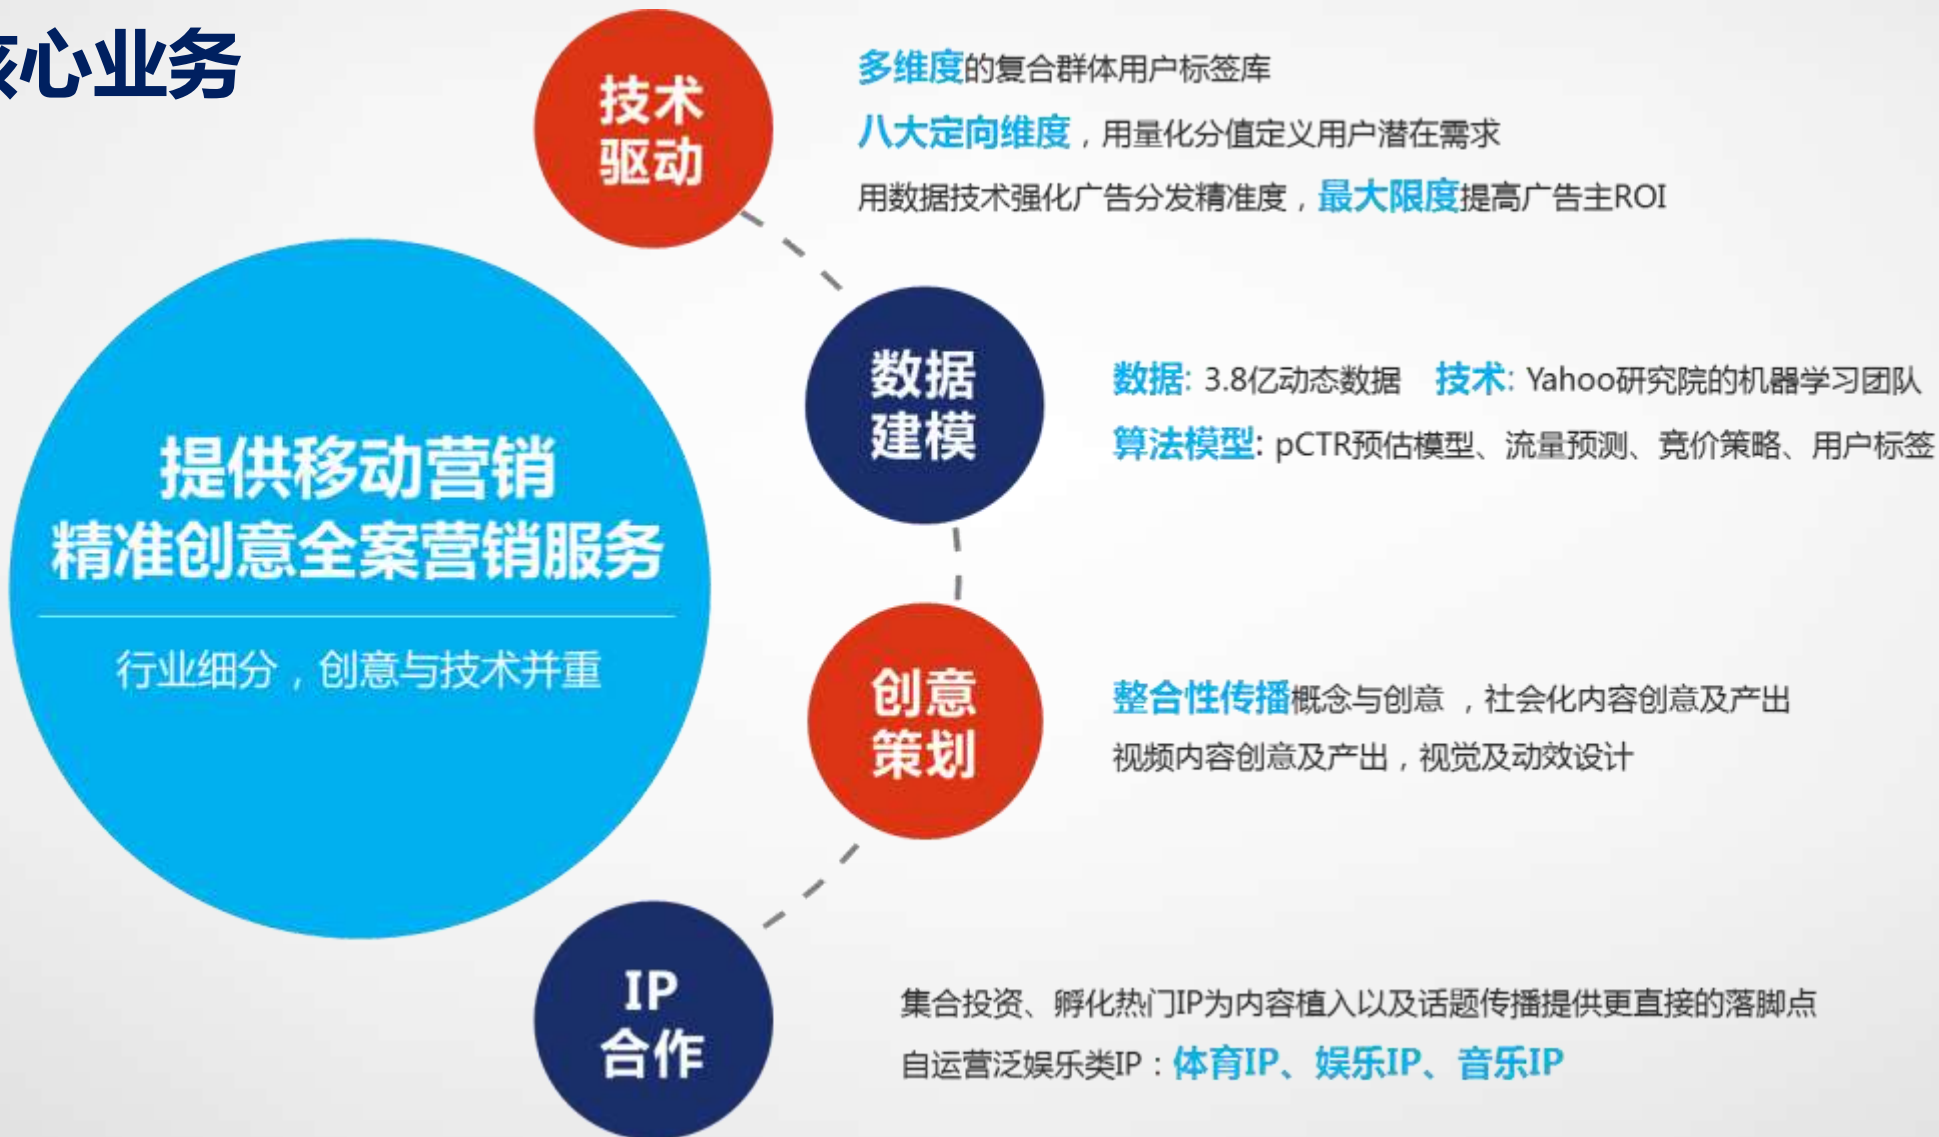 核心业务
技术
驱动
多维度的复合群体用户标签库
八大定向维度，用量化分值定义用户潜在需求
用数据技术强化广告分发精准度，最大限度提高广告主ROI
提供移动营销
精准创意全案营销服务
行业细分，创意与技术并重
数据
建模
数据: 3.8亿动态数据 技术: Yahoo研究院的机器学习团队
算法模型: pCTR预估模型、流量预测、竞价策略、用户标签
创意
策划
整合性传播概念与创意 ，社会化内容创意及产出
视频内容创意及产出，视觉及动效设计
IP
合作
集合投资、孵化热门IP为内容植入以及话题传播提供更直接的落脚点
自运营泛娱乐类IP：体育IP、娱乐IP、音乐IP